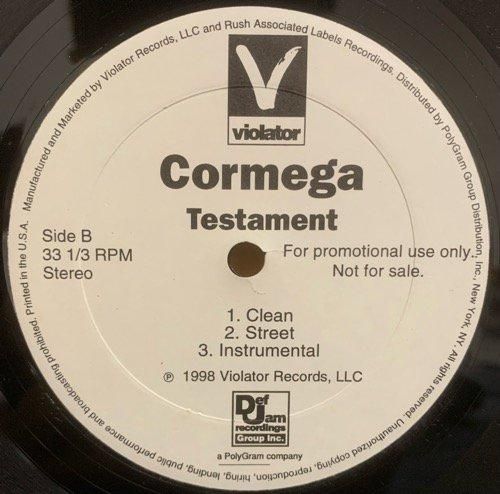 V
violator
Cormega
Testament
Side B
33 1/3 RPM
Stereo
For promotional use only.
Not for sale.
1. Clean
2. Street
3. Instrumental
℗ 1998 Violator Records, LLC
Def
Jam
recordings
Group Inc.
a PolyGram company
Manufactured and Marketed by Violator Records, LLC and Rush Associated Labels Recordings, Distributed by PolyGram Group Distribution, Inc., New York, NY. All rights reserved. Unauthorized copying, reproduction, hiring, lending, public performance and broadcasting prohibited. Printed in the U.S.A.